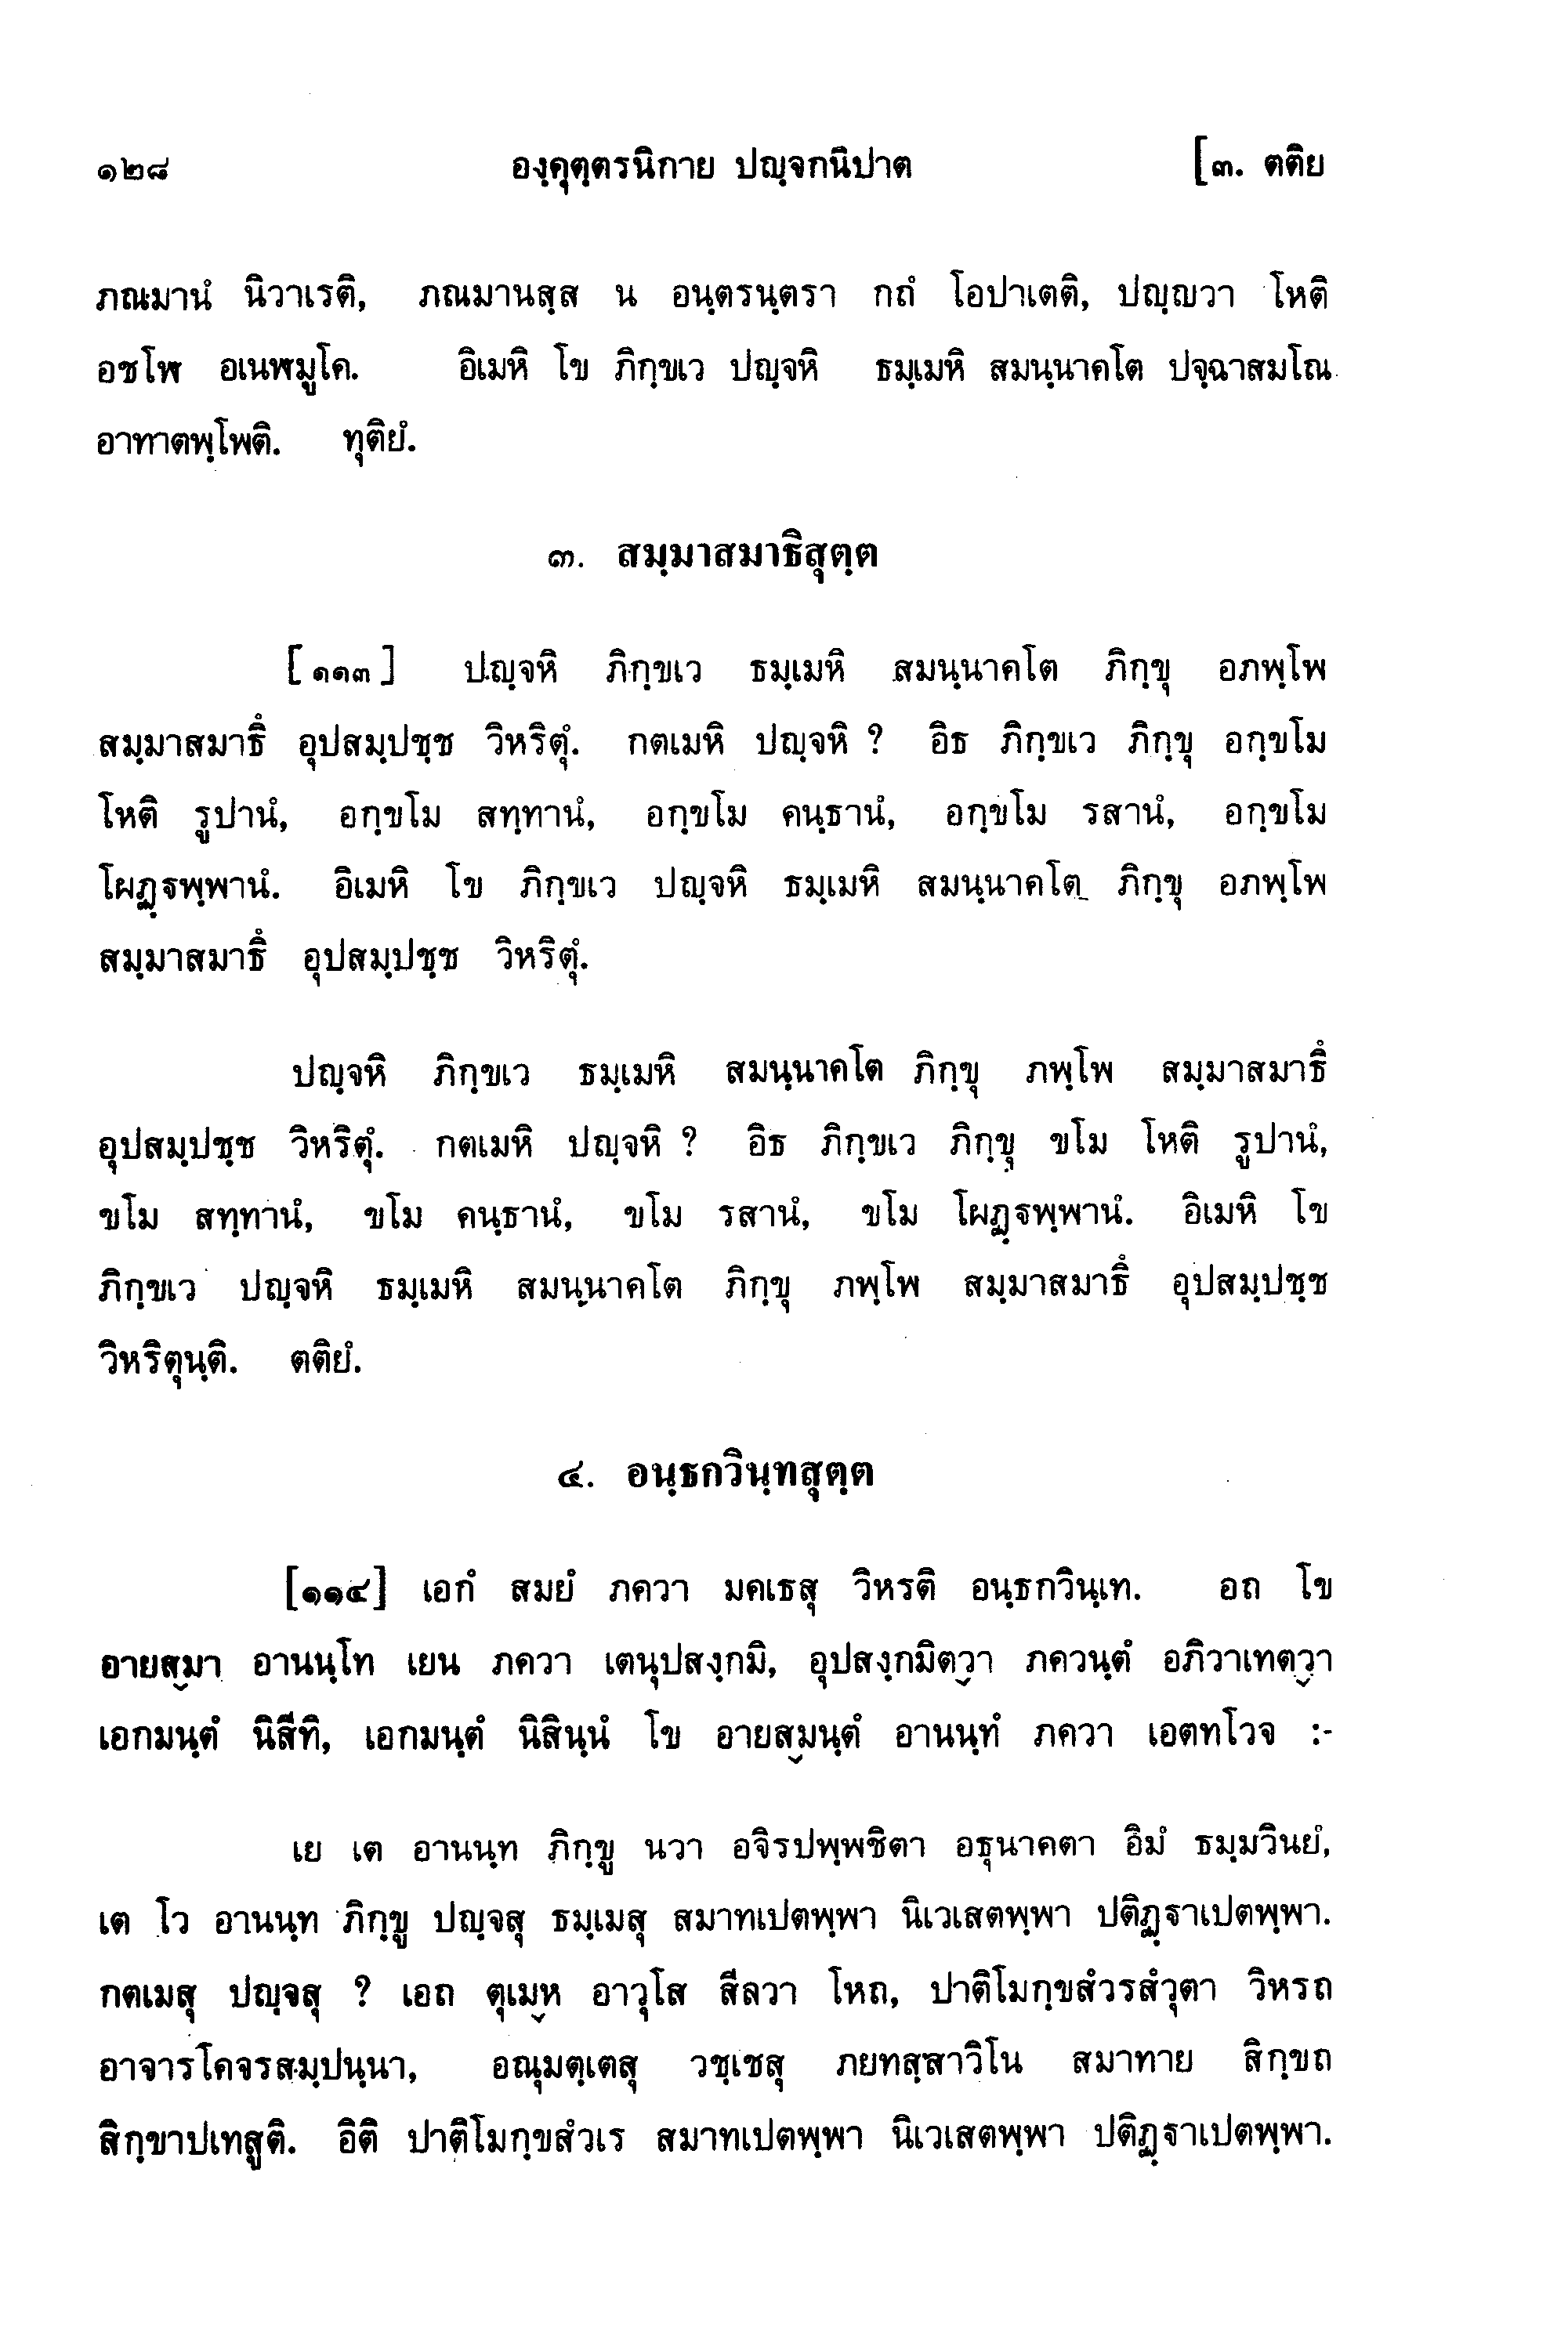 ๑๒๘ องฺคุตฺตรนิกาย ปญฺจกนิปาต [๓. ตติย
ภณมานํ นิวาเรติ, ภณมานสฺส น อนฺตรนฺตรา กถํ โอปาเตติ, ปญฺญวา โหติ
อชโฬ อเนฬมูโค. อิเมหิ โข ภิกฺขเว ปญฺจหิ ธมฺเมหิ สมนฺนาคโต ปจฺฉาสมโณ
อาทาตพฺโพติ. ทุติยํ.
๓. สมฺมาสมาธิสุตฺต
[๑๑๓] ปญฺจหิ ภิกฺขเว ธมฺเมหิ สมนฺนาคโต ภิกฺขุ อภพฺโพ
สมฺมาสมาธึ อุปสมฺปชฺช วิหริตุํ. กตเมหิ ปญฺจหิ ? อิธ ภิกฺขเว ภิกฺขุ อกฺขโม
โหติ รูปานํ, อกฺขโม สทฺทานํ, อกฺขโม คนฺธานํ, อกฺขโม รสานํ, อกฺขโม
โผฏฺฐพฺพานํ. อิเมหิ โข ภิกฺขเว ปญฺจหิ ธมฺเมหิ สมนฺนาคโต ภิกฺขุ อภพฺโพ
สมฺมาสมาธึ อุปสมฺปชฺช วิหริตุํ.
ปญฺจหิ ภิกฺขเว ธมฺเมหิ สมนฺนาคโต ภิกฺขุ ภพฺโพ สมฺมาสมาธึ
อุปสมฺปชฺช วิหริตุํ. กตเมหิ ปญฺจหิ ? อิธ ภิกฺขเว ภิกฺขุ ขโม โหติ รูปานํ,
ขโม สทฺทานํ, ขโม คนฺธานํ, ขโม รสานํ, ขโม โผฏฺฐพฺพานํ. อิเมหิ โข
ภิกฺขเว ปญฺจหิ ธมฺเมหิ สมนฺนาคโต ภิกฺขุ ภพฺโพ สมฺมาสมาธึ อุปสมฺปชฺช
วิหริตุนฺติ. ตติยํ.
๔. อนฺธกวินฺทสุตฺต
[๑๑๔] เอกํ สมยํ ภควา มคเธสุ วิหรติ อนฺธกวินฺเท. อถ โข
อายสฺมา อานนฺโท เยน ภควา เตนุปสงฺกมิ, อุปสงฺกมิตฺวา ภควนฺตํ อภิวาเทตฺวา
เอกมนฺตํ นิสีทิ, เอกมนฺตํ นิสินฺนํ โข อายสฺมนฺตํ อานนฺทํ ภควา เอตทโวจ :-
เย เต อานนฺท ภิกฺขู นวา อจิรปพฺพชิตา อธุนาคตา อิมํ ธมฺมวินยํ,
เต โว อานนฺท ภิกฺขู ปญฺจสุ ธมฺเมสุ สมาทเปตพฺพา นิเวเสตพฺพา ปติฏฺฐาเปตพฺพา.
กตเมสุ ปญฺจสุ ? เอถ ตุเมฺห อาวุโส สีลวา โหถ, ปาติโมกฺขสํวรสํวุตา วิหรถ
อาจารโคจรสมฺปนฺนา, อณุมตฺเตสุ วชฺเชสุ ภยทสฺสาวิโน สมาทาย สิกฺขถ
สิกฺขาปเทสูติ. อิติ ปาติโมกฺขสํวเร สมาทเปตพฺพา นิเวเสตพฺพา ปติฏฺฐาเปตพฺพา.